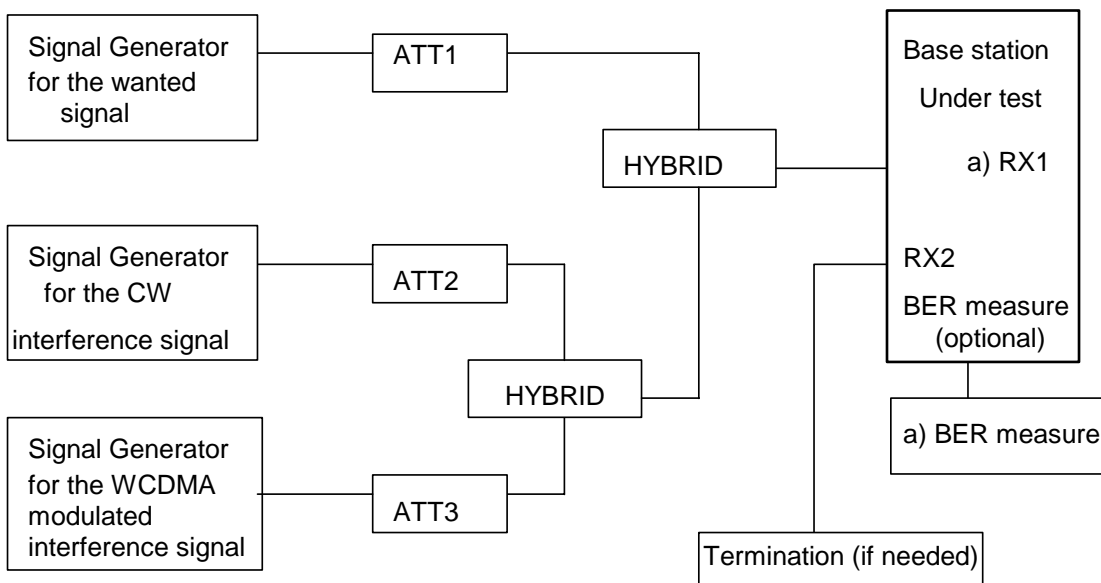 Signal Generator
for the wanted
signal
ATT1
HYBRID
Base station
Under test
a) RX1
RX2
BER measure
(optional)
Signal Generator
for the CW
interference signal
ATT2
HYBRID
a) BER measure
Signal Generator
for the WCDMA
modulated
interference signal
ATT3
Termination (if needed)